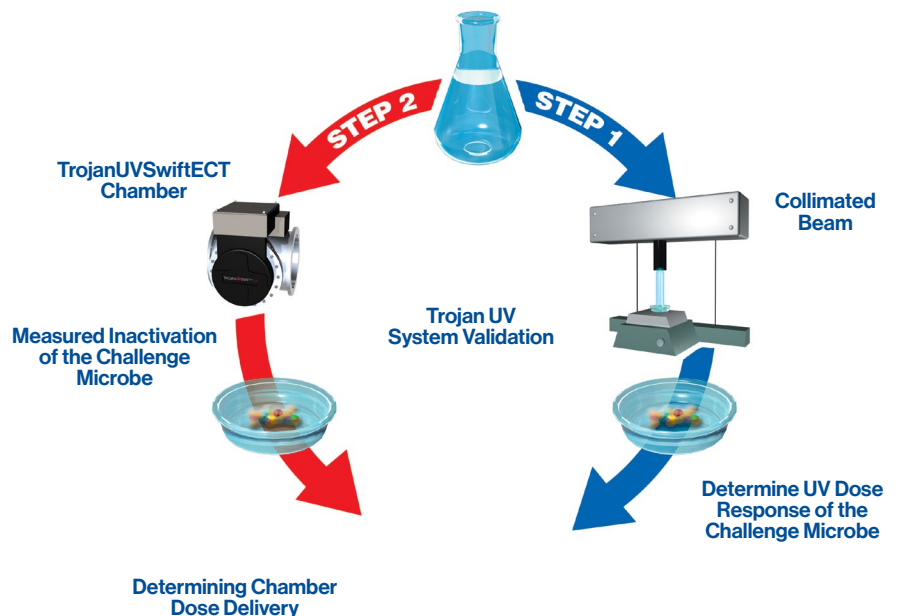 STEP 2
STEP 1
TrojanUVSwiftECT
Chamber
Collimated
Beam
Trojan UV
System Validation
Measured Inactivation
of the Challenge
Microbe
Determine UV Dose
Response of the
Challenge Microbe
Determining Chamber
Dose Delivery